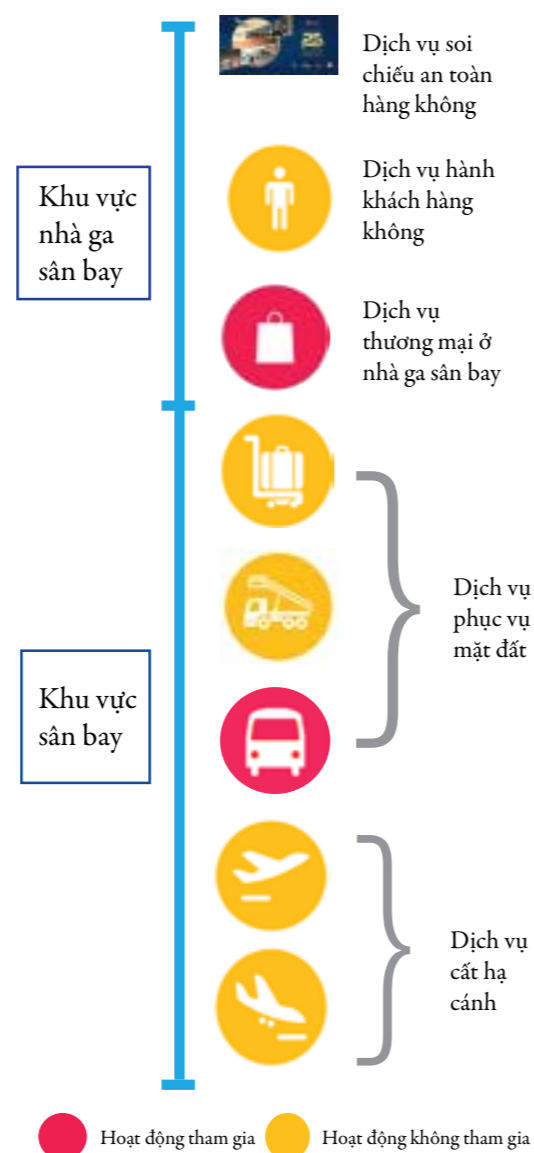 25
Dịch vụ soi
chiếu an toàn
hàng không
Khu vực
nhà ga
sân bay
Dịch vụ hành
khách hàng
không
Dịch vụ
thương mại ở
nhà ga sân bay
Khu vực
sân bay
Dịch vụ
phục vụ
mặt đất
Dịch vụ
cất hạ
cánh
Hoạt động tham gia
Hoạt động không tham gia